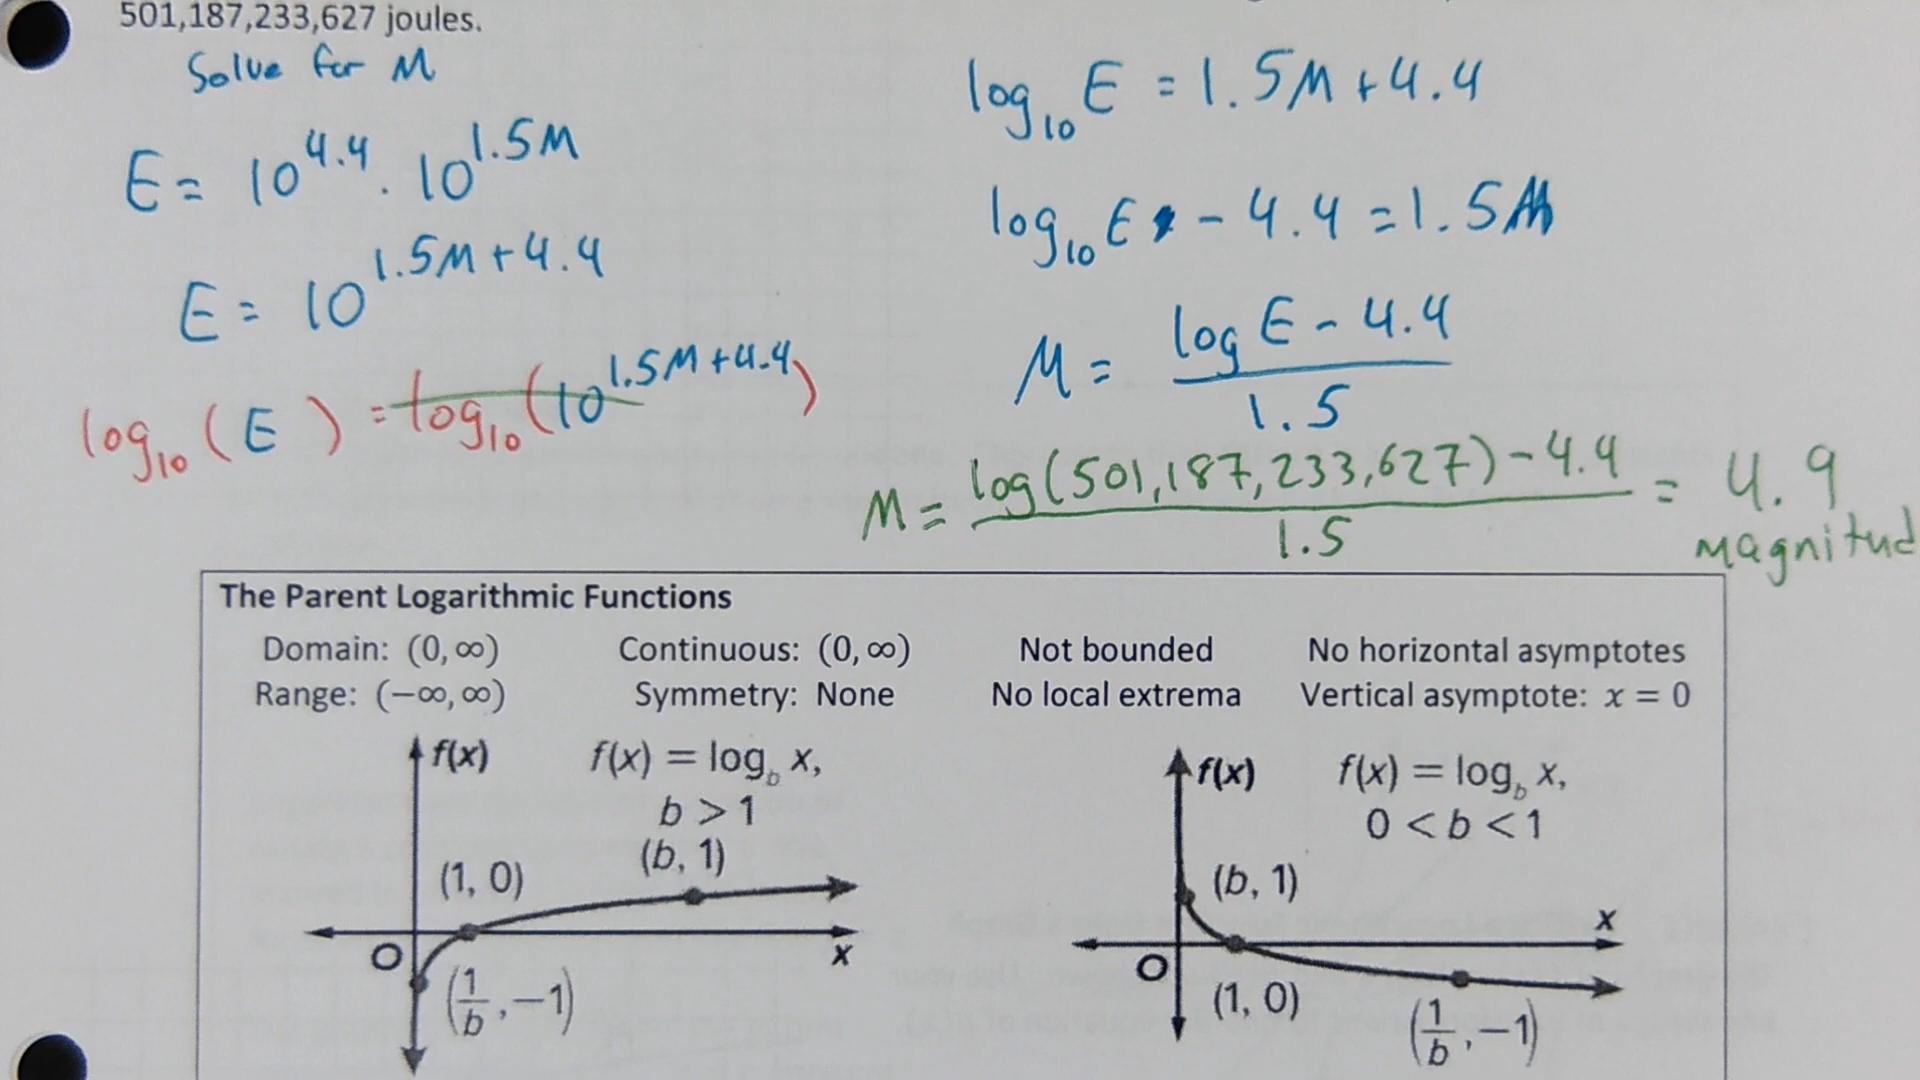 501,187,233,627 joules.
Solve for M
E = 10^4.4 · 10^1.5M
E = 10^1.5M+4.4
log₁₀(E) = log₁₀(10^1.5M+4.4)
log₁₀ E = 1.5M+4.4
log₁₀ E - 4.4 = 1.5M
M = (log E - 4.4)/1.5
M = (log(501,187,233,627) - 4.4)/1.5 = 4.9
magnitud
The Parent Logarithmic Functions
Domain: (0, ∞) Continuous: (0, ∞) Not bounded No horizontal asymptotes
Range: (−∞, ∞) Symmetry: None No local extrema Vertical asymptote: x = 0
f(x) f(x) = log_b x,
b > 1
(b, 1)
(1, 0)
O x
(1/b, −1)
f(x) f(x) = log_b x,
0 < b < 1
(b, 1)
x
O
(1, 0)
(1/b, −1)